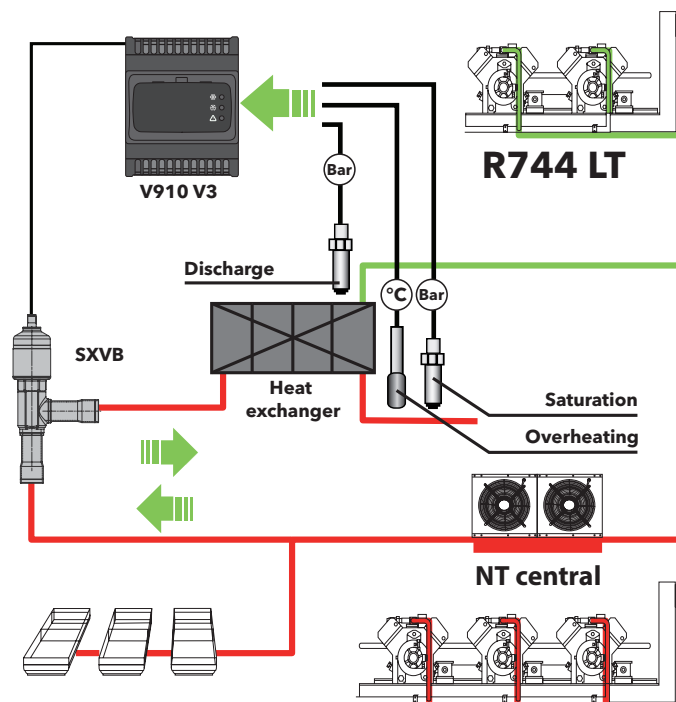 V910 V3
R744 LT
Bar
Discharge
°C
Bar
SXVB
Heat
exchanger
Saturation
Overheating
NT central